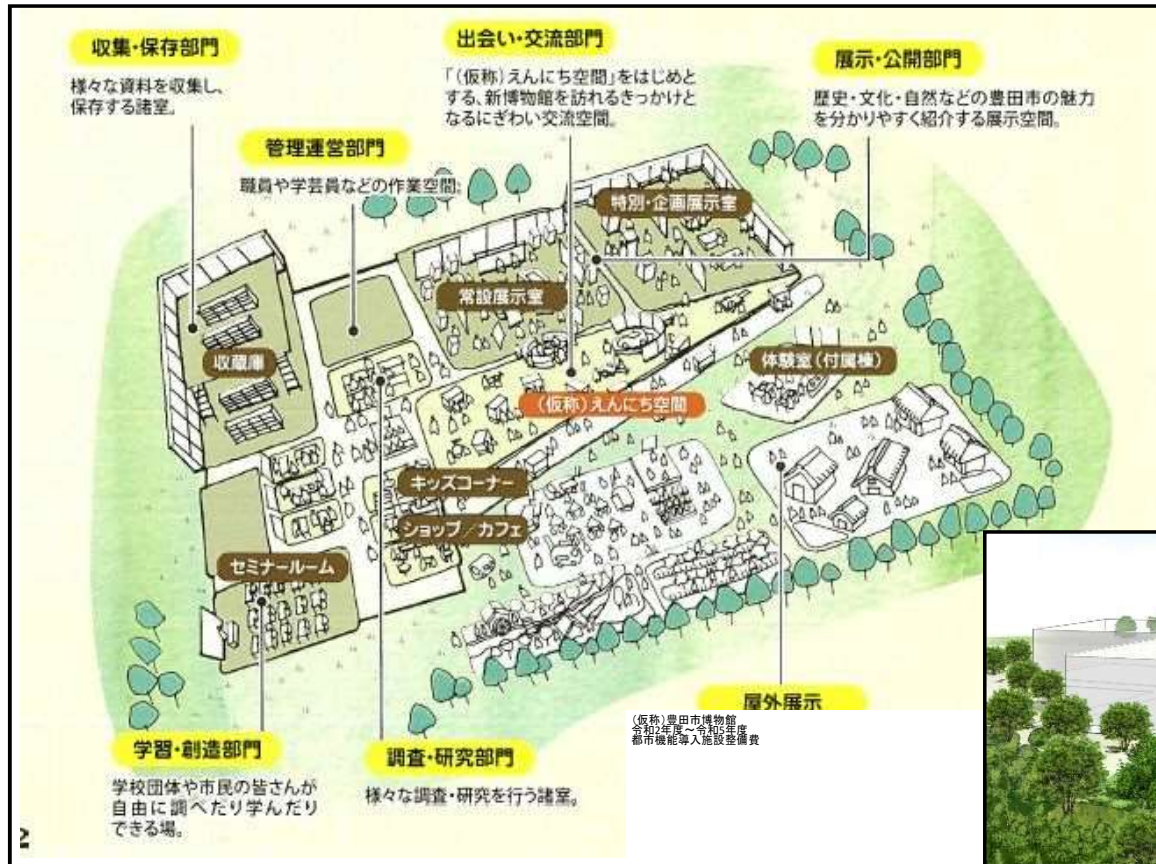 収集・保存部門
様々な資料を収集し、
保存する諸室。
出会い・交流部門
「(仮称)えんにち空間」をはじめと
する、新博物館を訪れるきっかけと
なるにぎわい交流空間。
展示・公開部門
歴史・文化・自然などの豊田市の魅力
を分かりやすく紹介する展示空間。
管理運営部門
職員や学芸員などの作業空間。
特別・企画展示室
常設展示室
収蔵庫
体験室(付属棟)
(仮称)えんにち空間
キッズコーナー
ショップ/カフェ
セミナールーム
屋外展示
(仮称)豊田市博物館
令和2年度~令和5年度
都市機能導入施設整備費
学習・創造部門
学校団体や市民の皆さんが
自由に調べたり学んだり
できる場。
調査・研究部門
様々な調査・研究を行う諸室。